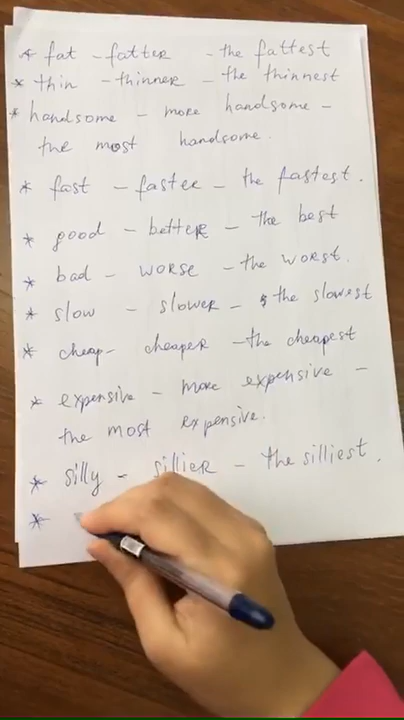 * fat - fatter - the fattest
* thin - thinner - the thinnest
* handsome - more handsome -
the most handsome.
* fast - faster - the fastest.
* good - better - the best
* bad - worse - the worst.
* slow - slower - the slowest
* cheap - cheaper - the cheapest
* expensive - more expensive -
the most expensive.
* silly - sillier - the silliest.
*